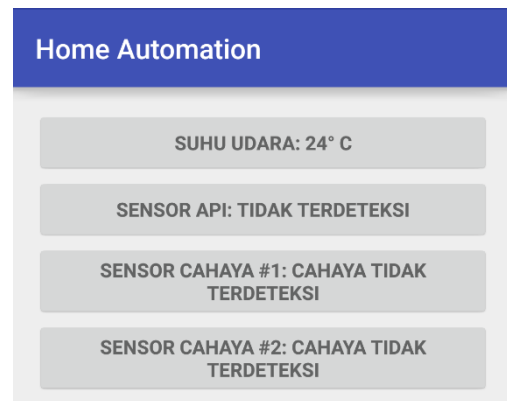 Home Automation
SUHU UDARA: 24° C
SENSOR API: TIDAK TERDETEKSI
SENSOR CAHAYA #1: CAHAYA TIDAK
TERDETEKSI
SENSOR CAHAYA #2: CAHAYA TIDAK
TERDETEKSI